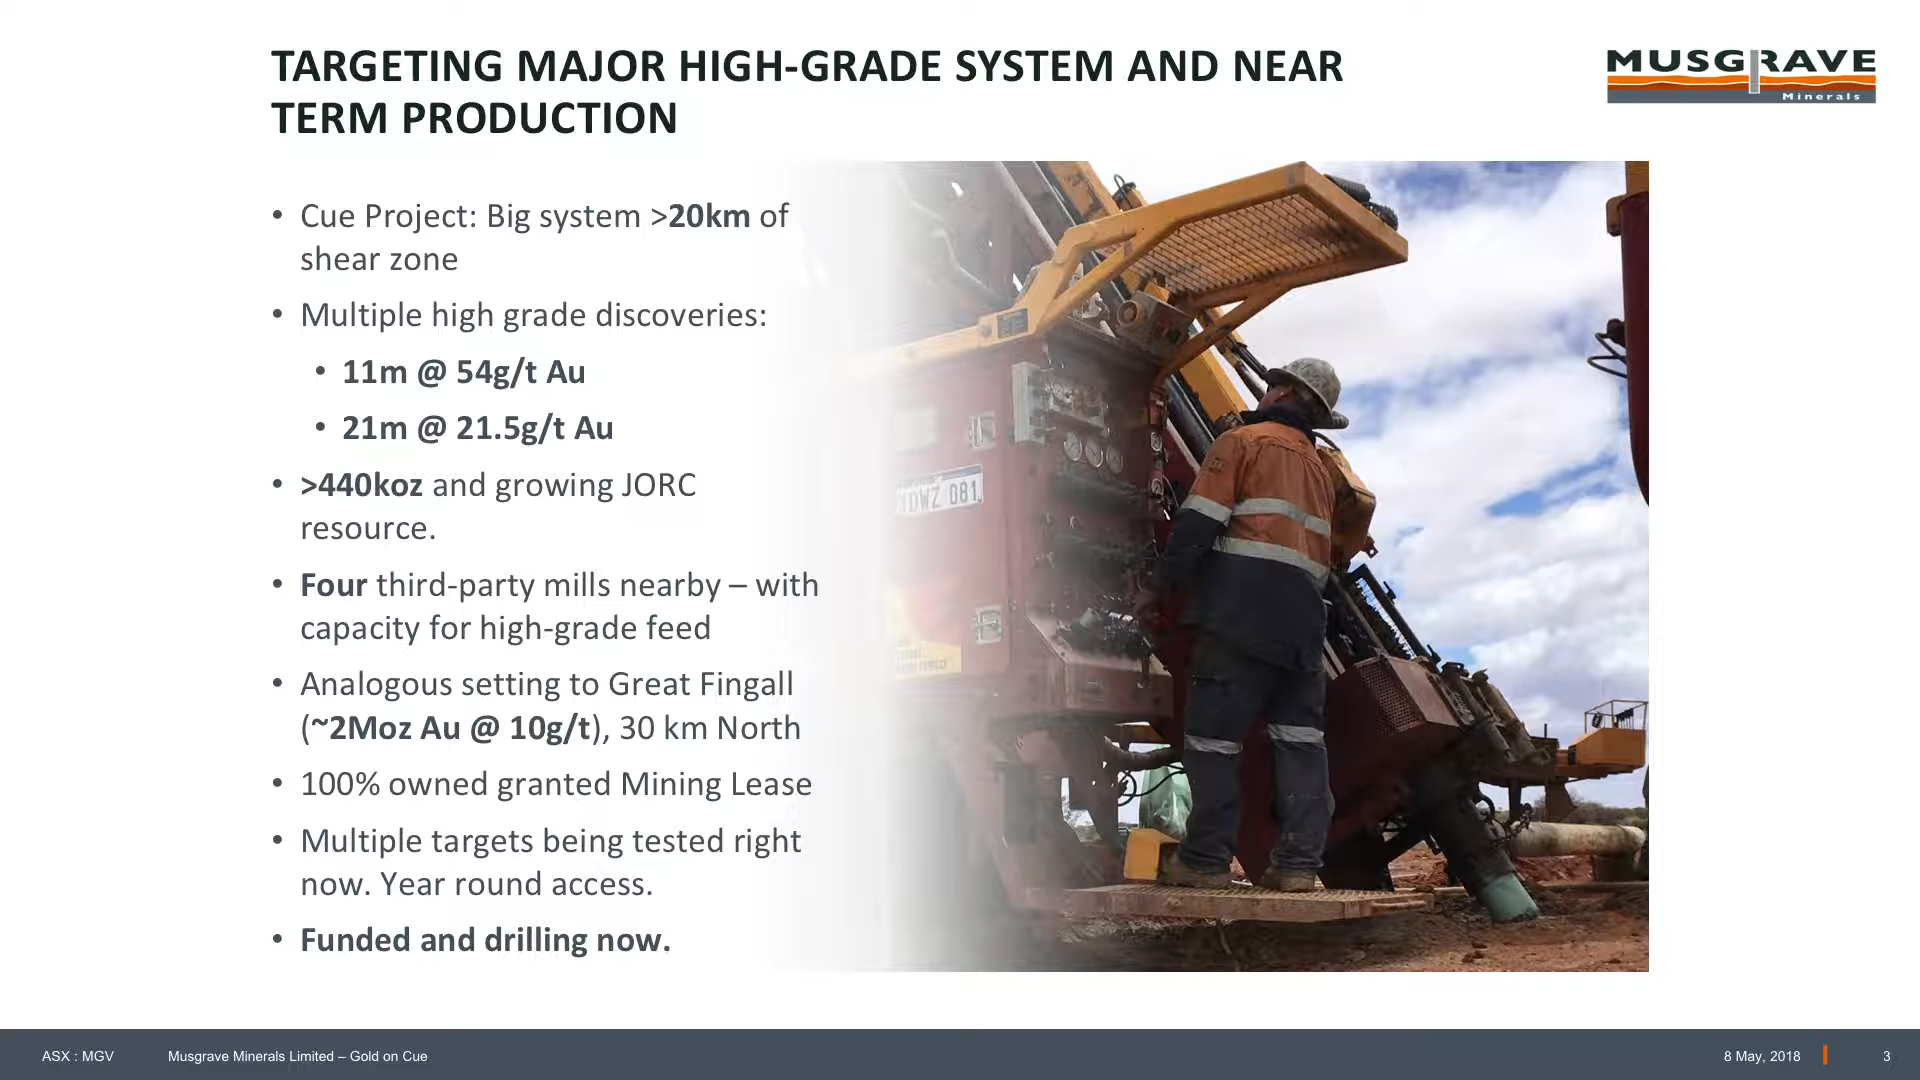 TARGETING MAJOR HIGH-GRADE SYSTEM AND NEAR
TERM PRODUCTION
MUSGRAVE
Minerals
• Cue Project: Big system >20km of
shear zone
• Multiple high grade discoveries:
• 11m @ 54g/t Au
• 21m @ 21.5g/t Au
• >440koz and growing JORC
resource.
• Four third-party mills nearby – with
capacity for high-grade feed
• Analogous setting to Great Fingall
(~2Moz Au @ 10g/t), 30 km North
• 100% owned granted Mining Lease
• Multiple targets being tested right
now. Year round access.
• Funded and drilling now.
1DWZ 081
ASX : MGV
Musgrave Minerals Limited – Gold on Cue
8 May, 2018
3